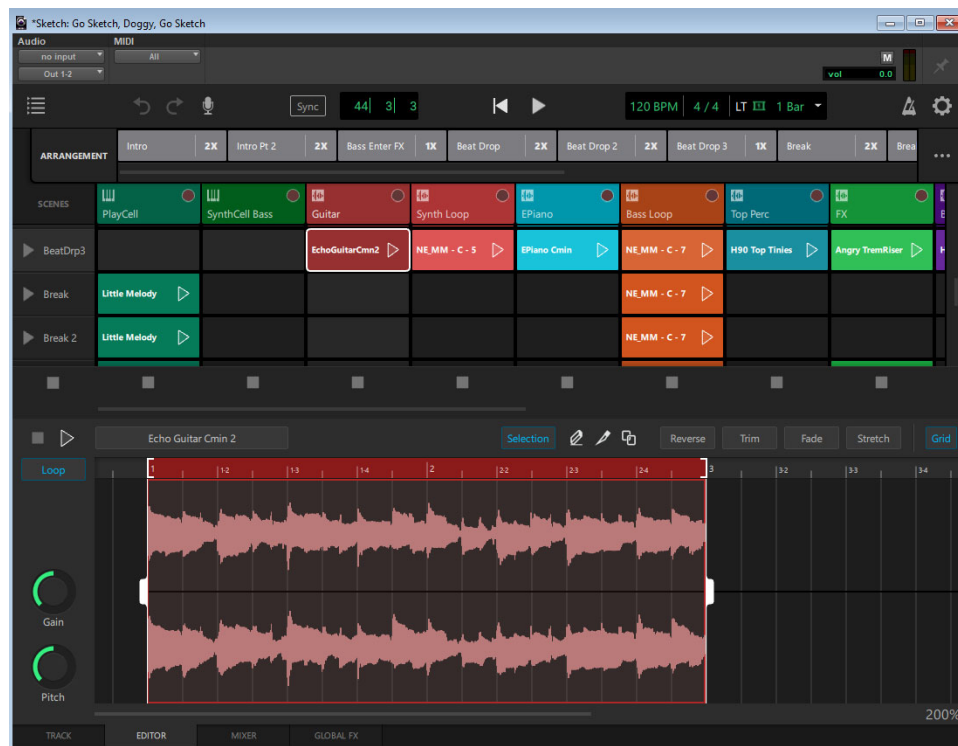 *Sketch: Go Sketch, Doggy, Go Sketch
Audio MIDI
no input All M
Out 1-2 vol 0.0
Sync 44 3 3 120 BPM 4 / 4 LT 1 Bar
ARRANGEMENT Intro 2X Intro Pt 2 2X Bass Enter FX 1X Beat Drop 2X Beat Drop 2 2X Beat Drop 3 1X Break 2X Brea
SCENES PlayCell SynthCell Bass Guitar Synth Loop EPiano Bass Loop Top Perc FX
BeatDrp3 EchoGuitarCmn2 NE_MM - C - 5 EPiano Cmin NE_MM - C - 7 H90 Top Tinies Angry TremRiser H
Break Little Melody NE_MM - C - 7
Break 2 Little Melody NE_MM - C - 7
Echo Guitar Cmin 2 Selection Reverse Trim Fade Stretch Grid
Loop 1 1-2 1-3 1-4 2 2-2 2-3 2-4 3 3-2 3-3 3-4
Gain
Pitch
200%
TRACK EDITOR MIXER GLOBAL FX